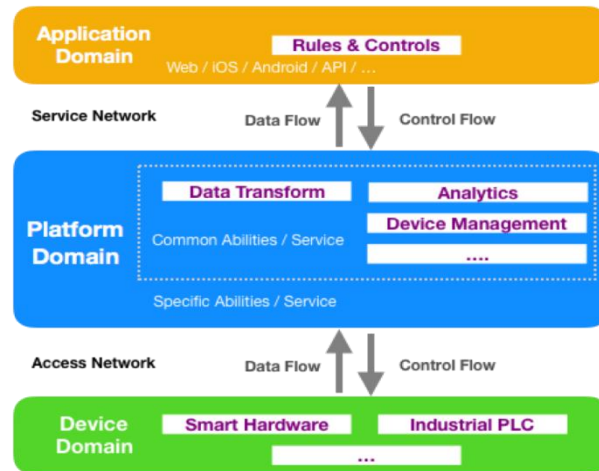 Application
Domain
Rules & Controls
Web / iOS / Android / API / ...
Service Network
Data Flow
Control Flow
Platform
Domain
Data Transform
Analytics
Common Abilities / Service
Device Management
....
Specific Abilities / Service
Access Network
Data Flow
Control Flow
Device
Domain
Smart Hardware
Industrial PLC
...